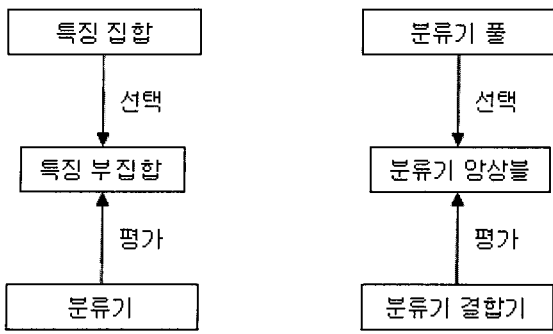 특징 집합
선택
특징 부집합
평가
분류기
분류기 풀
선택
분류기 앙상블
평가
분류기 결합기